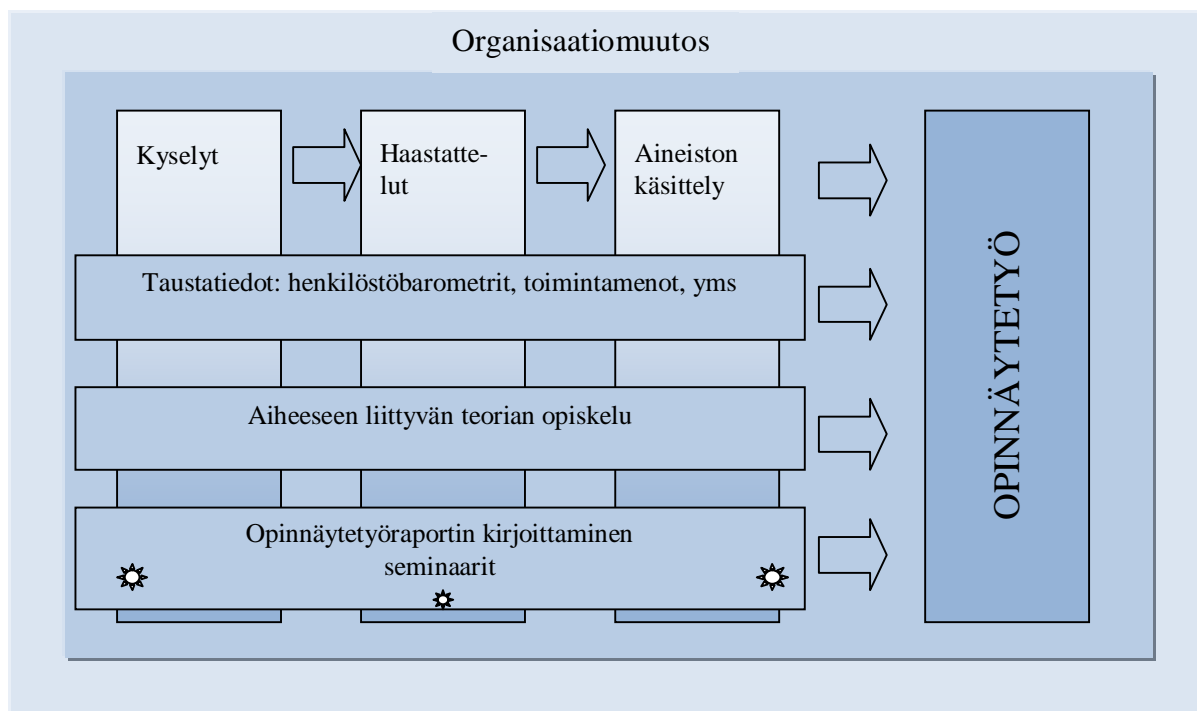 Organisaatiomuutos
Kyselyt
Haastatte-
lut
Aineiston
käsittely
Taustatiedot: henkilöstöbarometrit, toimintamenot, yms
Aiheeseen liittyvän teorian opiskelu
Opinnäytetyöraportin kirjoittaminen
seminaarit
OPINNÄYTETYÖ